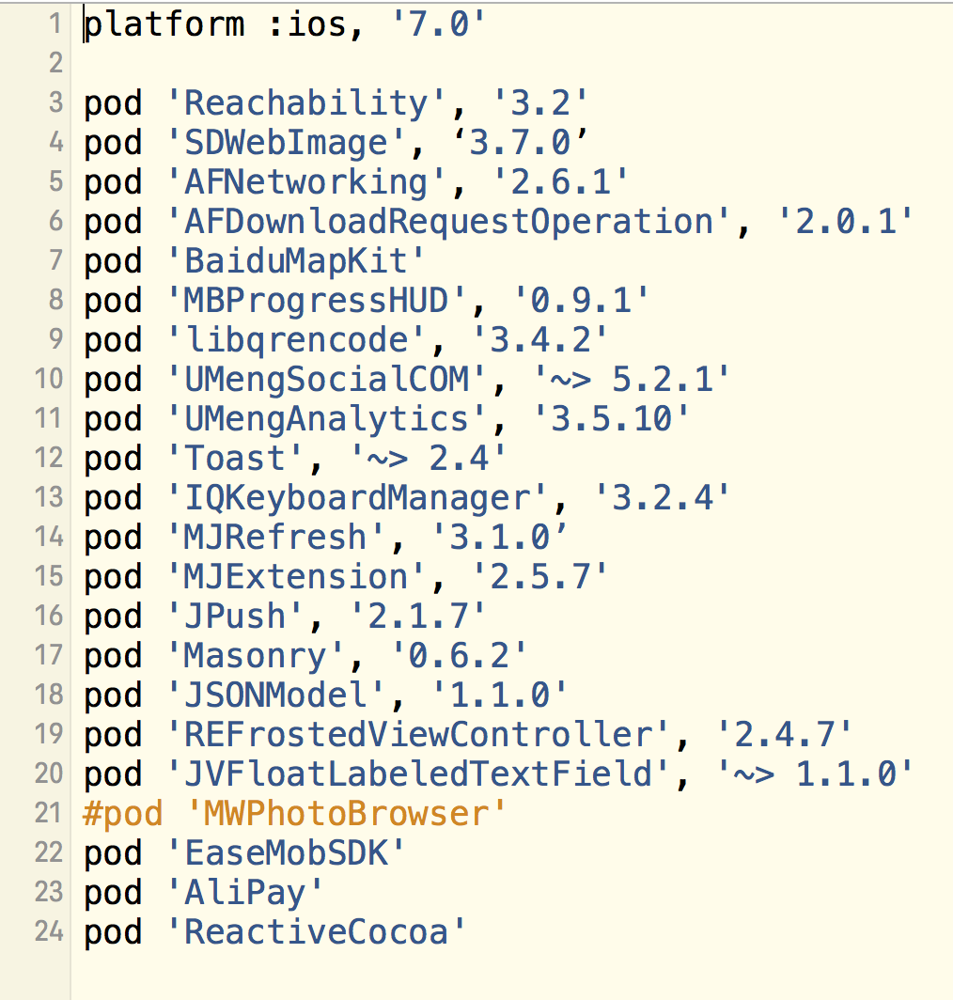 1 platform :ios, '7.0'
2
3 pod 'Reachability', '3.2'
4 pod 'SDWebImage', ‘3.7.0’
5 pod 'AFNetworking', '2.6.1'
6 pod 'AFDownloadRequestOperation', '2.0.1'
7 pod 'BaiduMapKit'
8 pod 'MBProgressHUD', '0.9.1'
9 pod 'libqrencode', '3.4.2'
10 pod 'UMengSocialCOM', '~> 5.2.1'
11 pod 'UMengAnalytics', '3.5.10'
12 pod 'Toast', '~> 2.4'
13 pod 'IQKeyboardManager', '3.2.4'
14 pod 'MJRefresh', '3.1.0’
15 pod 'MJExtension', '2.5.7'
16 pod 'JPush', '2.1.7'
17 pod 'Masonry', '0.6.2'
18 pod 'JSONModel', '1.1.0'
19 pod 'REFrostedViewController', '2.4.7'
20 pod 'JVFloatLabeledTextField', '~> 1.1.0'
21 #pod 'MWPhotoBrowser'
22 pod 'EaseMobSDK'
23 pod 'AliPay'
24 pod 'ReactiveCocoa'